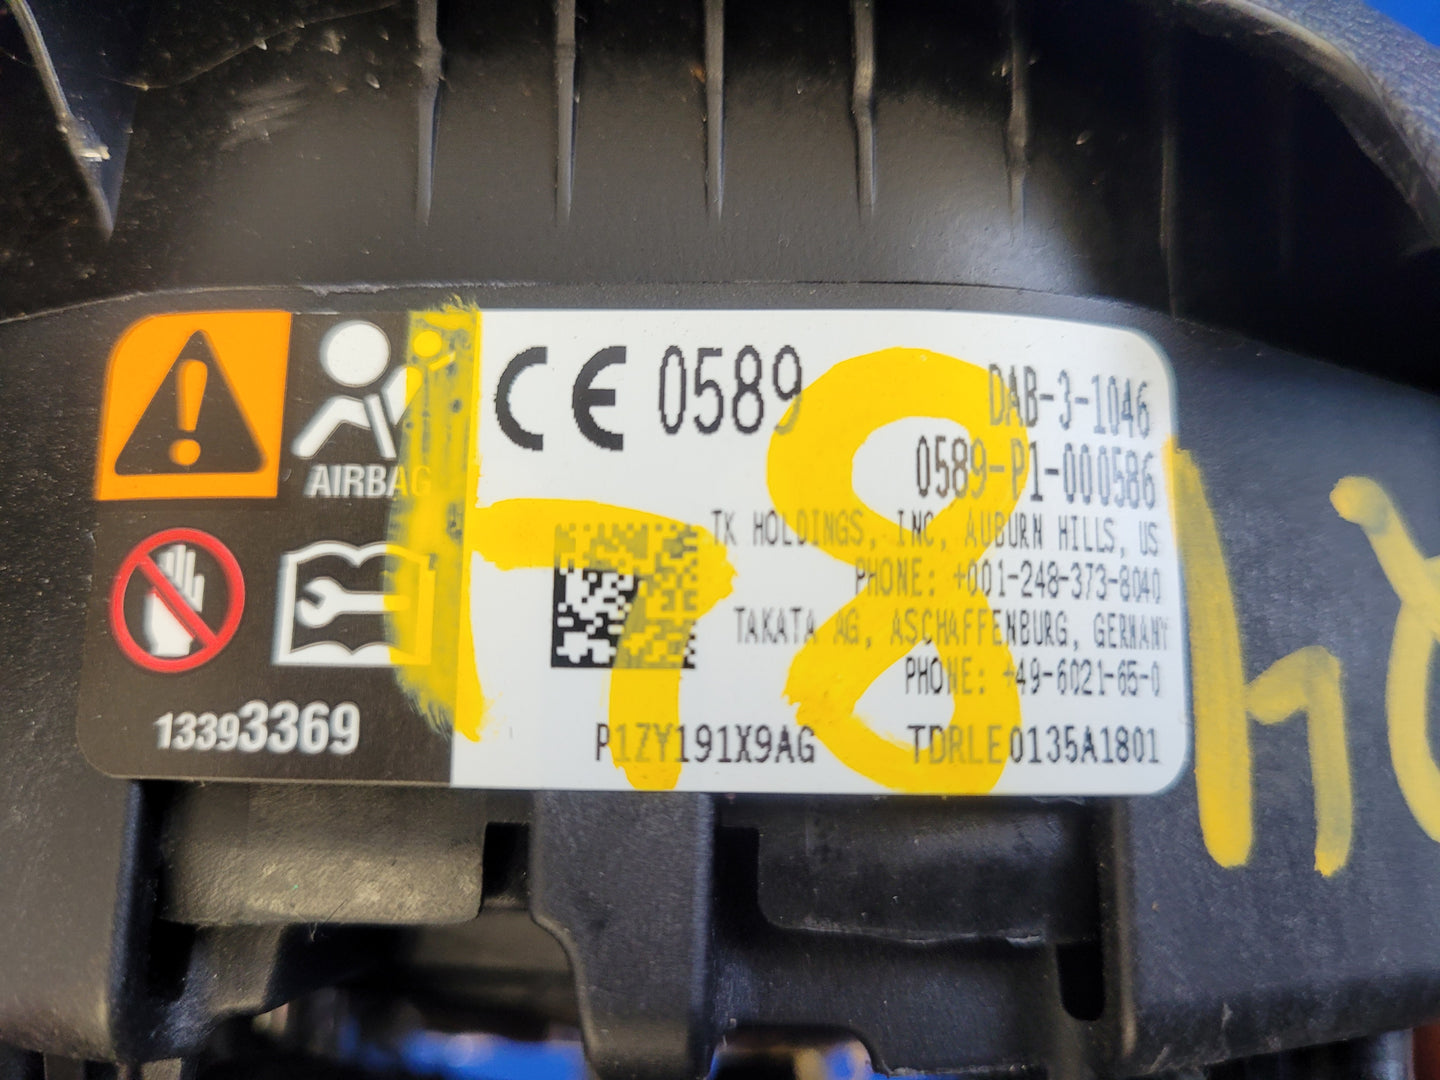 AIRBAG
13393369
CE 0589
DAB-3-1046
0589-P1-000586
TK HOLDINGS, INC, AUBURN HILLS, US
PHONE: +001-248-373-8040
TAKATA AG, ASCHAFFENBURG, GERMANY
PHONE: +49-6021-65-0
P1ZY191X9AG TDRLE0135A1801